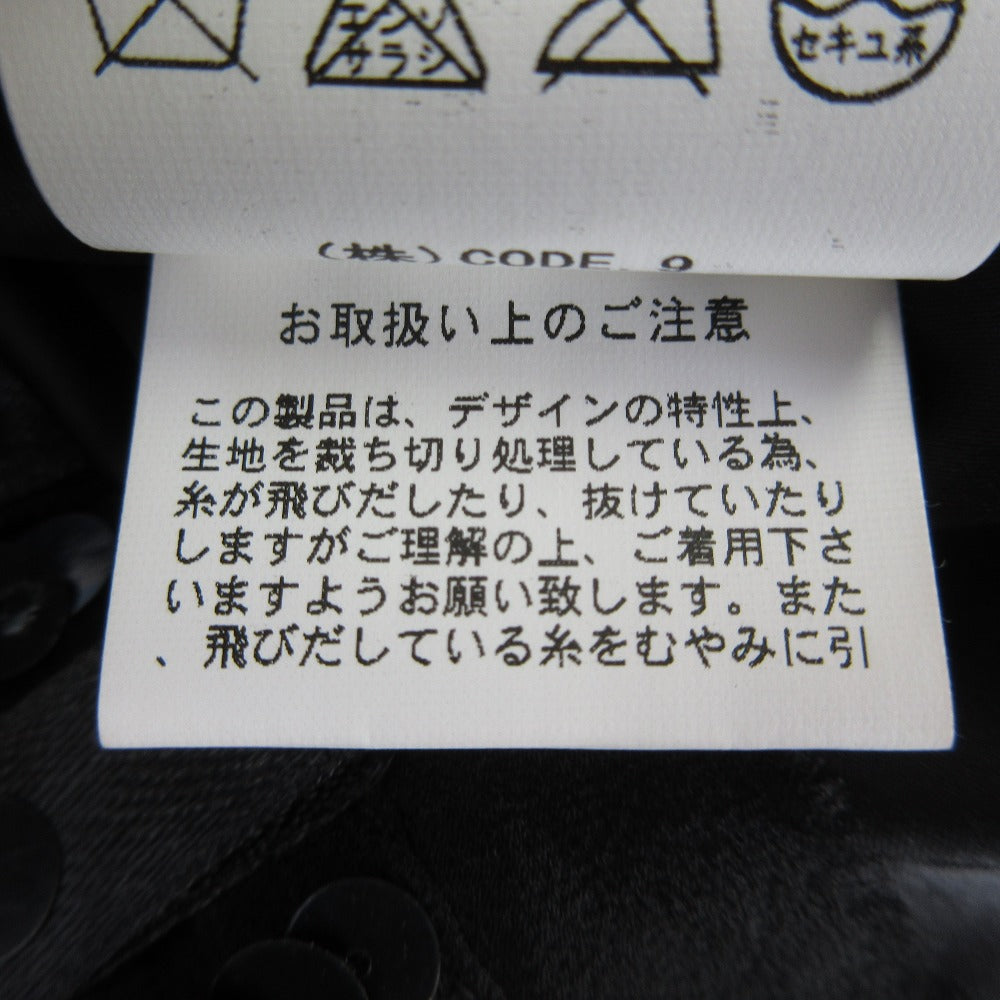 エンソ
サラシ
セキユ系
(株) CODE. 9
お取扱い上のご注意
この製品は、デザインの特性上、
生地を裁ち切り処理している為、
糸が飛びだしたり、抜けていたり
しますがご理解の上、ご着用下さ
いますようお願い致します。また
、飛びだしている糸をむやみに引